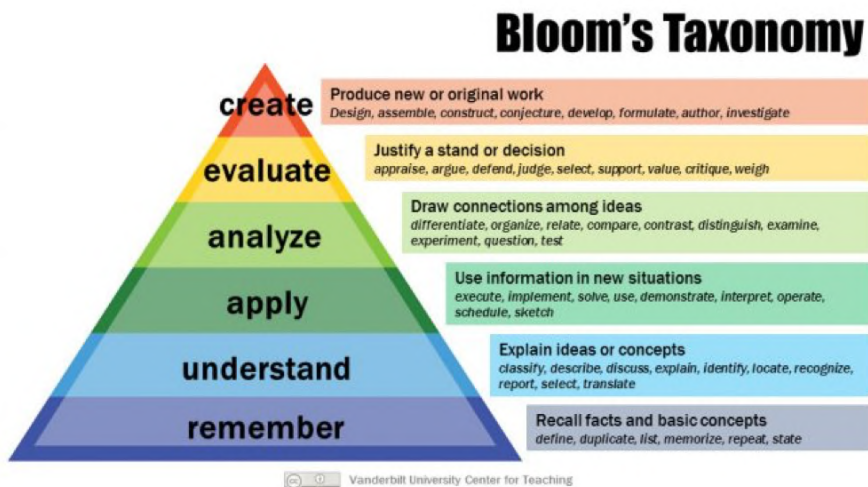 Bloom's Taxonomy
create
Produce new or original work
Design, assemble, construct, conjecture, develop, formulate, author, investigate
evaluate
Justify a stand or decision
appraise, argue, defend, judge, select, support, value, critique, weigh
analyze
Draw connections among ideas
differentiate, organize, relate, compare, contrast, distinguish, examine,
experiment, question, test
apply
Use information in new situations
execute, implement, solve, use, demonstrate, interpret, operate,
schedule, sketch
understand
Explain ideas or concepts
classify, describe, discuss, explain, identify, locate, recognize,
report, select, translate
remember
Recall facts and basic concepts
define, duplicate, list, memorize, repeat, state
cc
Vanderbilt University Center for Teaching